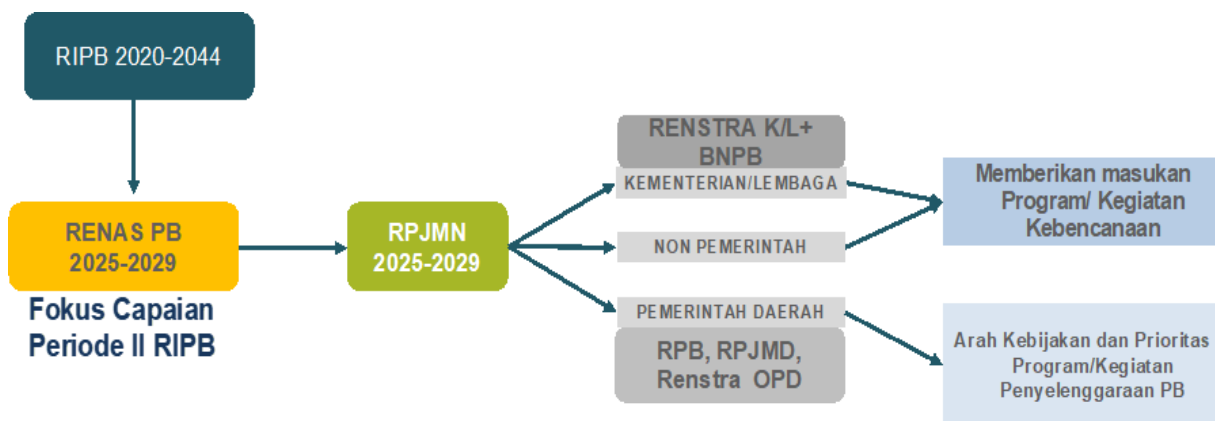 RIPB 2020-2044
RENAS PB
2025-2029
Fokus Capaian
Periode II RIPB
RPJMN
2025-2029
RENSTRA K/L+
BNPB
KEMENTERIAN/LEMBAGA
NON PEMERINTAH
PEMERINTAH DAERAH
RPB, RPJMD,
Renstra OPD
Memberikan masukan
Program/ Kegiatan
Kebencanaan
Arah Kebijakan dan Prioritas
Program/Kegiatan
Penyelenggaraan PB